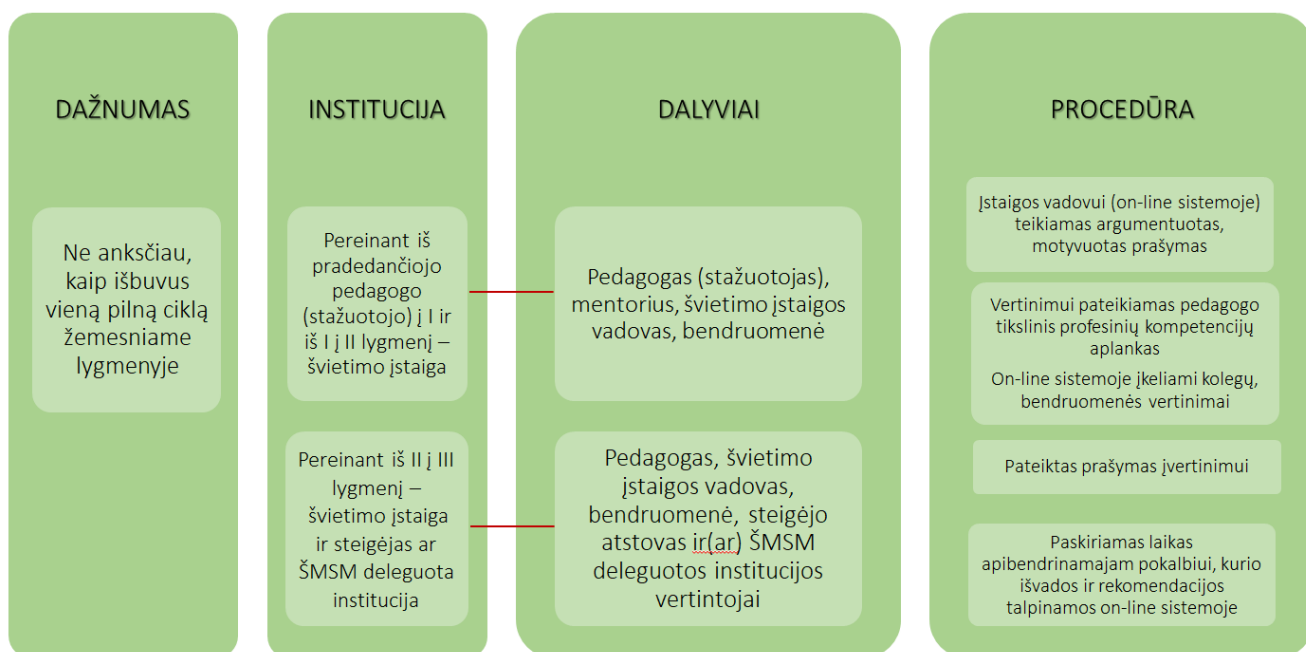 DAŽNUMAS
Ne anksčiau,
kaip išbuvus
vieną pilną ciklą
žemesniame
lygmenyje
INSTITUCIJA
Pereinant iš
pradedančiojo
pedagogo
(stažuotojo) į I ir
iš I į II lygmenį –
švietimo įstaiga
Pereinant iš II į III
lygmenį –
švietimo įstaiga
ir steigėjas ar
ŠMSM deleguota
institucija
DALYVIAI
Pedagogas (stažuotojas),
mentorius, švietimo įstaigos
vadovas, bendruomenė
Pedagogas, švietimo
įstaigos vadovas,
bendruomenė, steigėjo
atstovas ir(ar) ŠMSM
deleguotos institucijos
vertintojai
PROCEDŪRA
Įstaigos vadovui (on-line sistemoje)
teikiamas argumentuotas,
motyvuotas prašymas
Vertinimui pateikiamas pedagogo
tikslinis profesinių kompetencijų
aplankas
On-line sistemoje įkeliami kolegų,
bendruomenės vertinimai
Pateiktas prašymas įvertinimui
Paskiriamas laikas
apibendrinamajam pokalbiui, kurio
išvados ir rekomendacijos
talpinamos on-line sistemoje